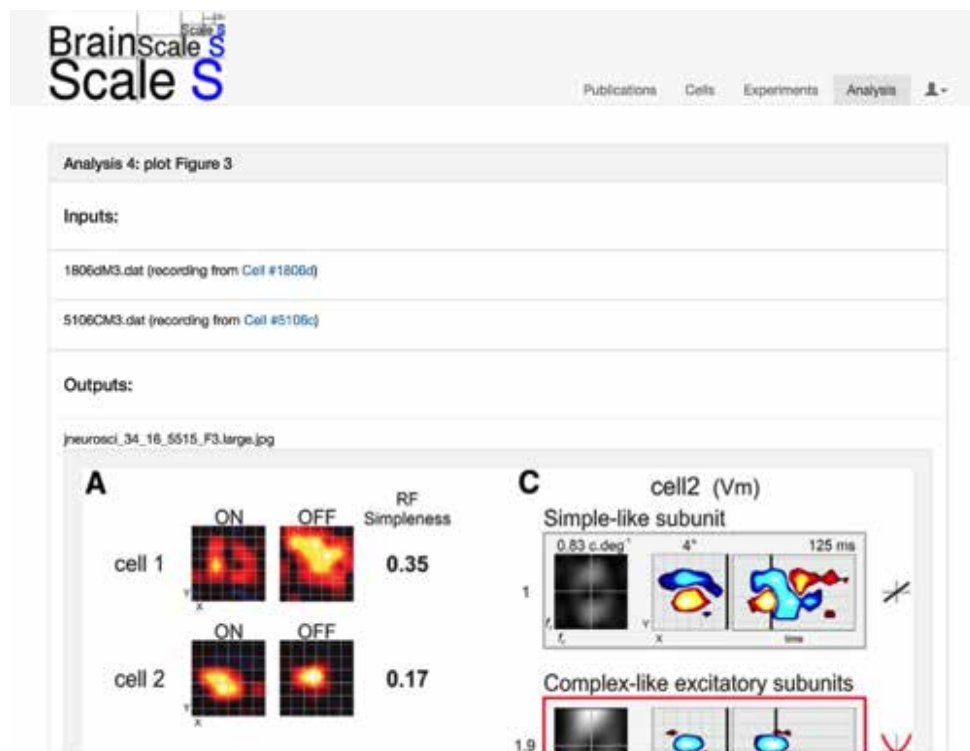 Scale S
BrainScale S
Scale S
Publications Cells Experiments Analysis
Analysis 4: plot Figure 3
Inputs:
1806dM3.dat (recording from Cell #1806d)
5106CM3.dat (recording from Cell #5106c)
Outputs:
jneurosci_34_16_5515_F3.large.jpg
A
ON OFF RF Simpleness
cell 1 0.35
Y
X
ON OFF
cell 2 0.17
Y
X
C
cell2 (Vm)
Simple-like subunit
0.83 c.deg⁻¹ 4° 125 ms
1
Y
X time
Complex-like excitatory subunits
1.9